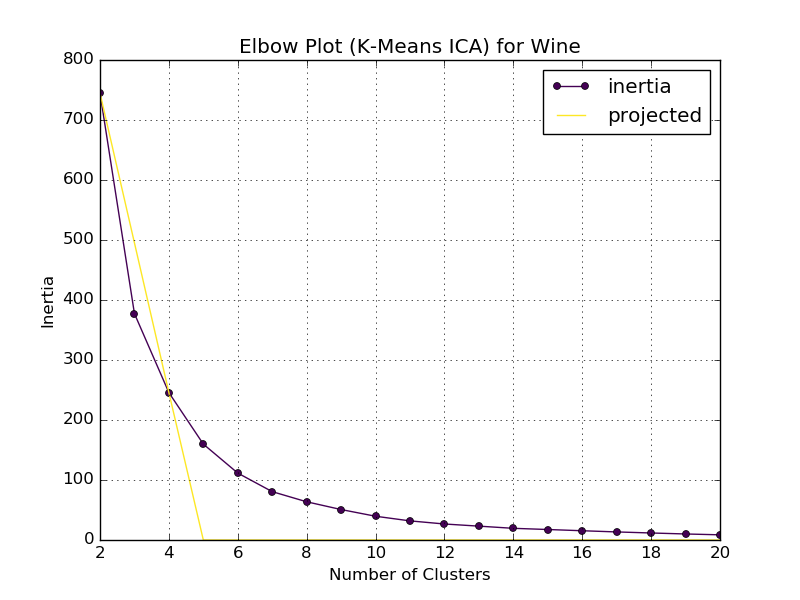 Elbow Plot (K-Means ICA) for Wine
800
700
600
500
400
300
200
100
0
Inertia
inertia
projected
2 4 6 8 10 12 14 16 18 20
Number of Clusters